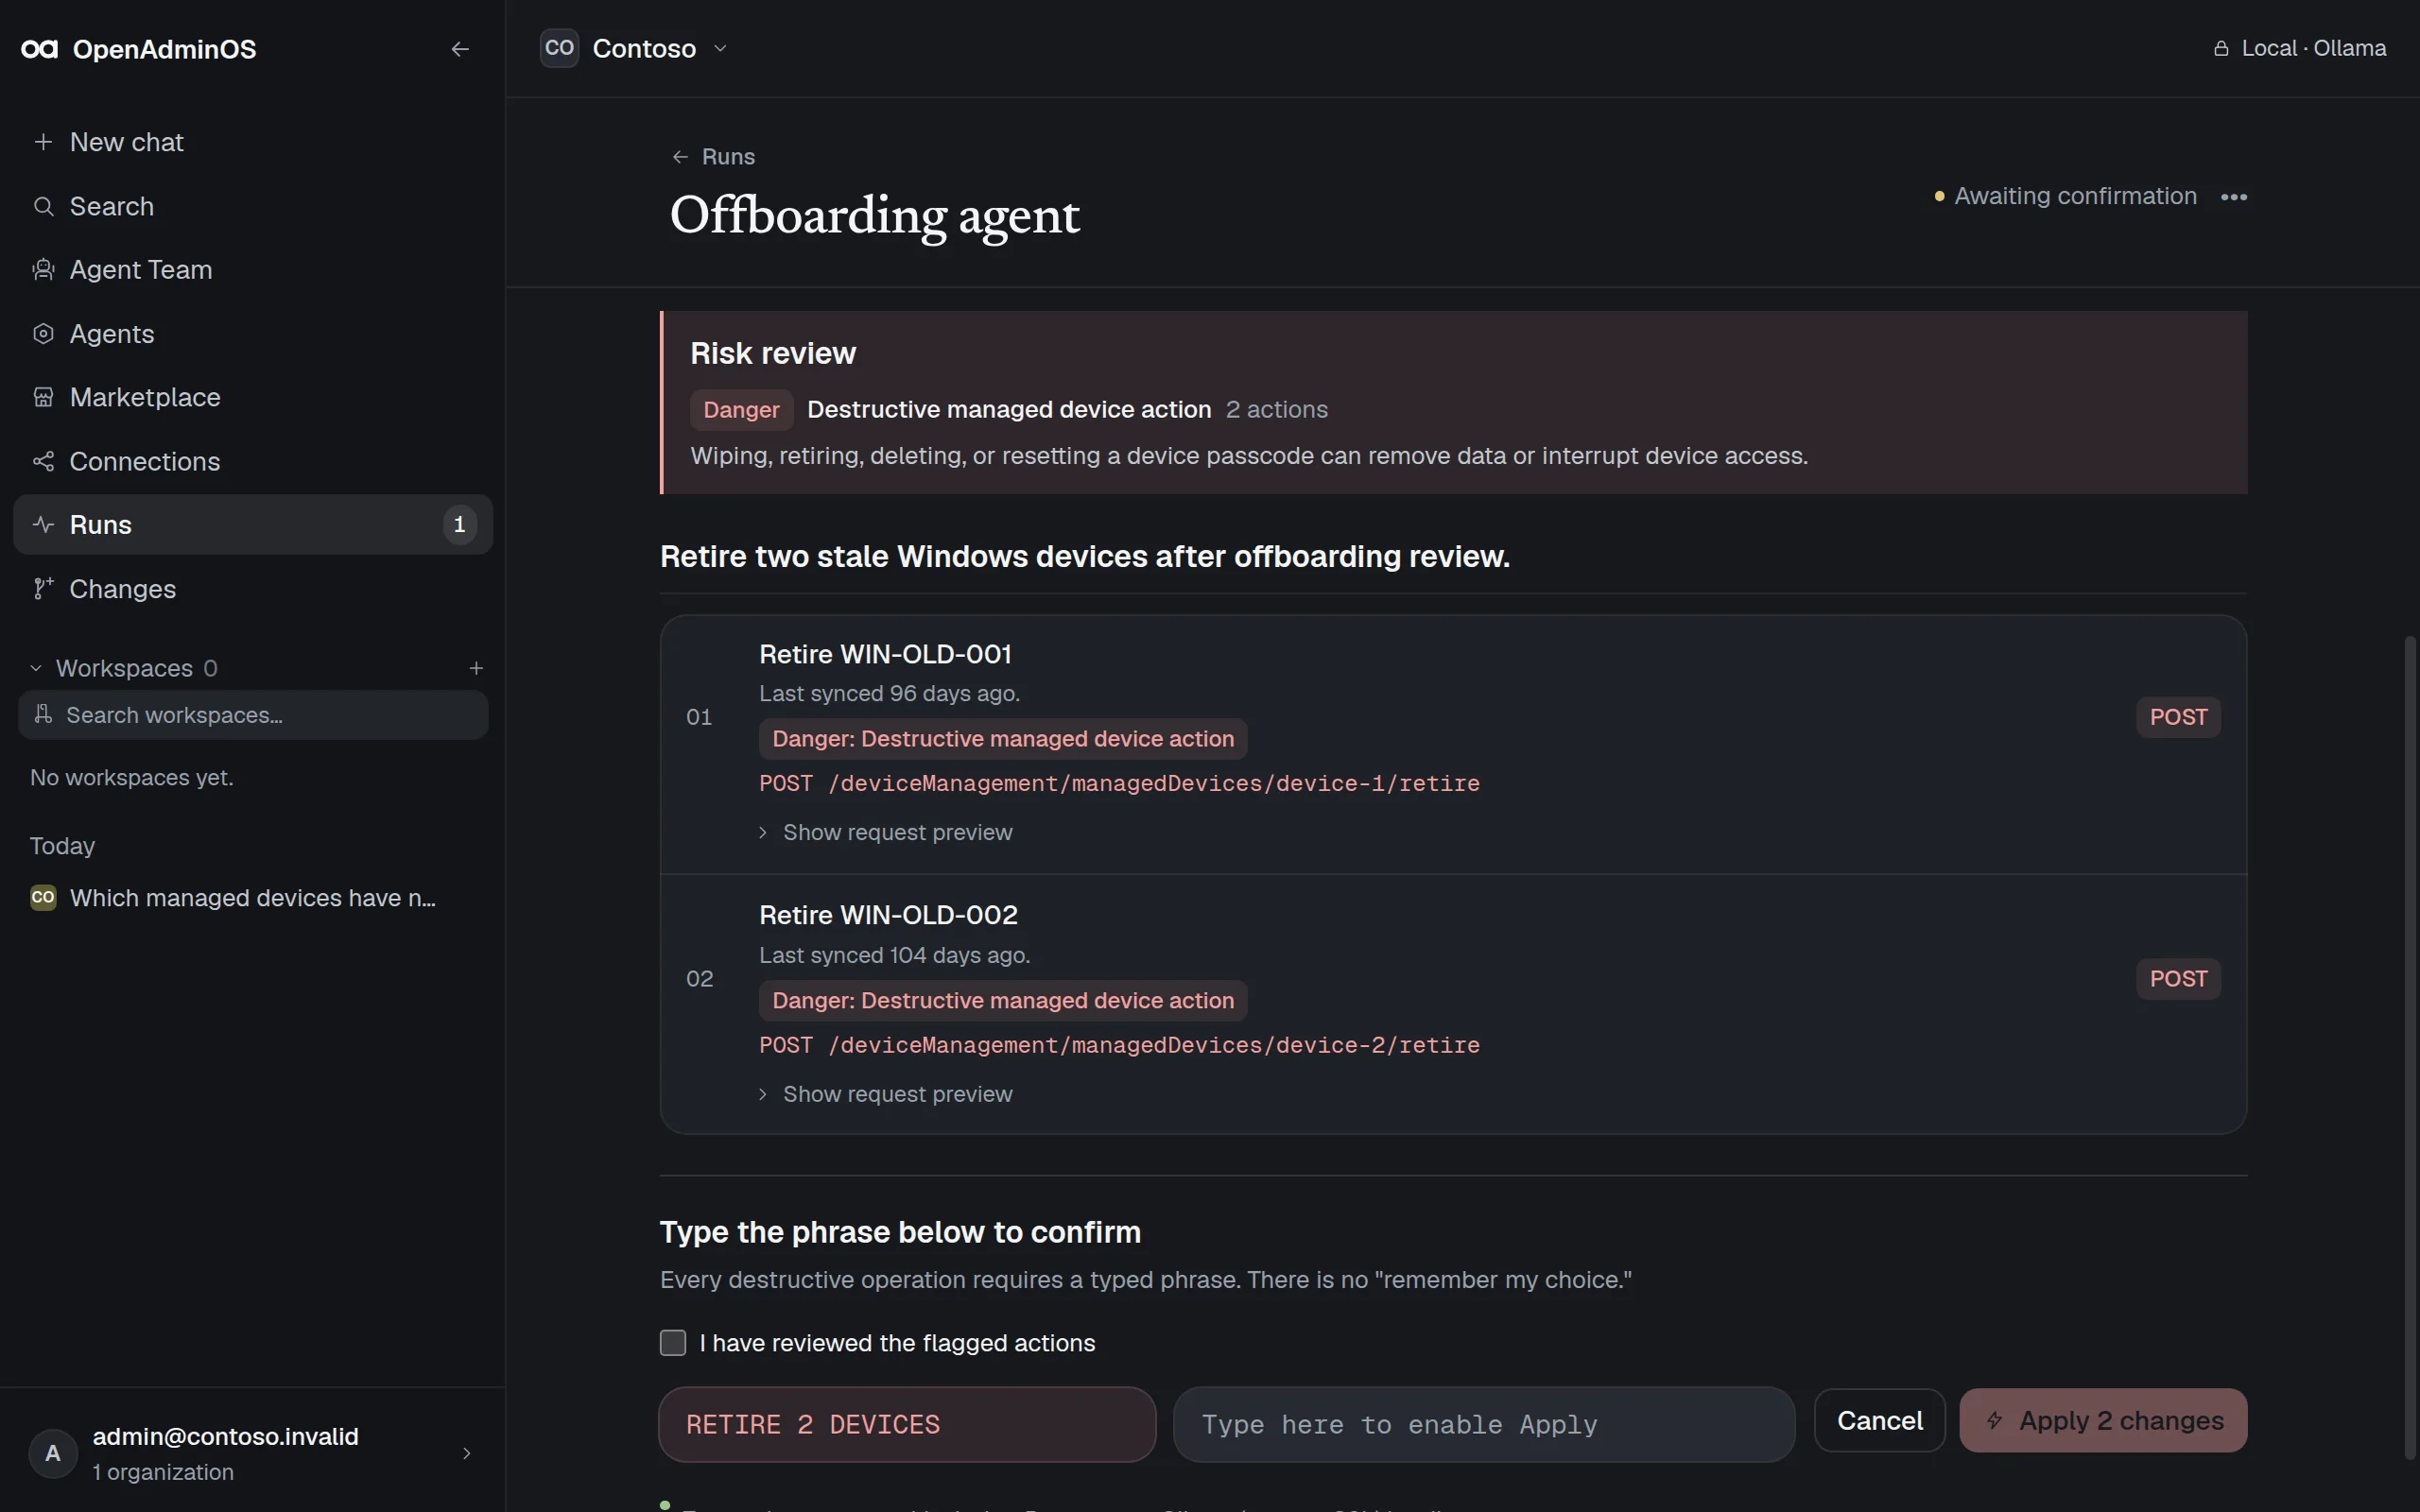 OpenAdminOS
New chat
Search
Agent Team
Agents
Marketplace
Connections
Runs 1
Changes
Workspaces 0
Search workspaces...
No workspaces yet.
Today
CO Which managed devices have n...
A admin@contoso.invalid
1 organization
CO Contoso
Local · Ollama
Runs
Offboarding agent
Awaiting confirmation
Risk review
Danger Destructive managed device action 2 actions
Wiping, retiring, deleting, or resetting a device passcode can remove data or interrupt device access.
Retire two stale Windows devices after offboarding review.
01
Retire WIN-OLD-001
Last synced 96 days ago.
Danger: Destructive managed device action
POST /deviceManagement/managedDevices/device-1/retire
Show request preview
POST
02
Retire WIN-OLD-002
Last synced 104 days ago.
Danger: Destructive managed device action
POST /deviceManagement/managedDevices/device-2/retire
Show request preview
POST
Type the phrase below to confirm
Every destructive operation requires a typed phrase. There is no "remember my choice."
I have reviewed the flagged actions
RETIRE 2 DEVICES
Type here to enable Apply
Cancel
Apply 2 changes